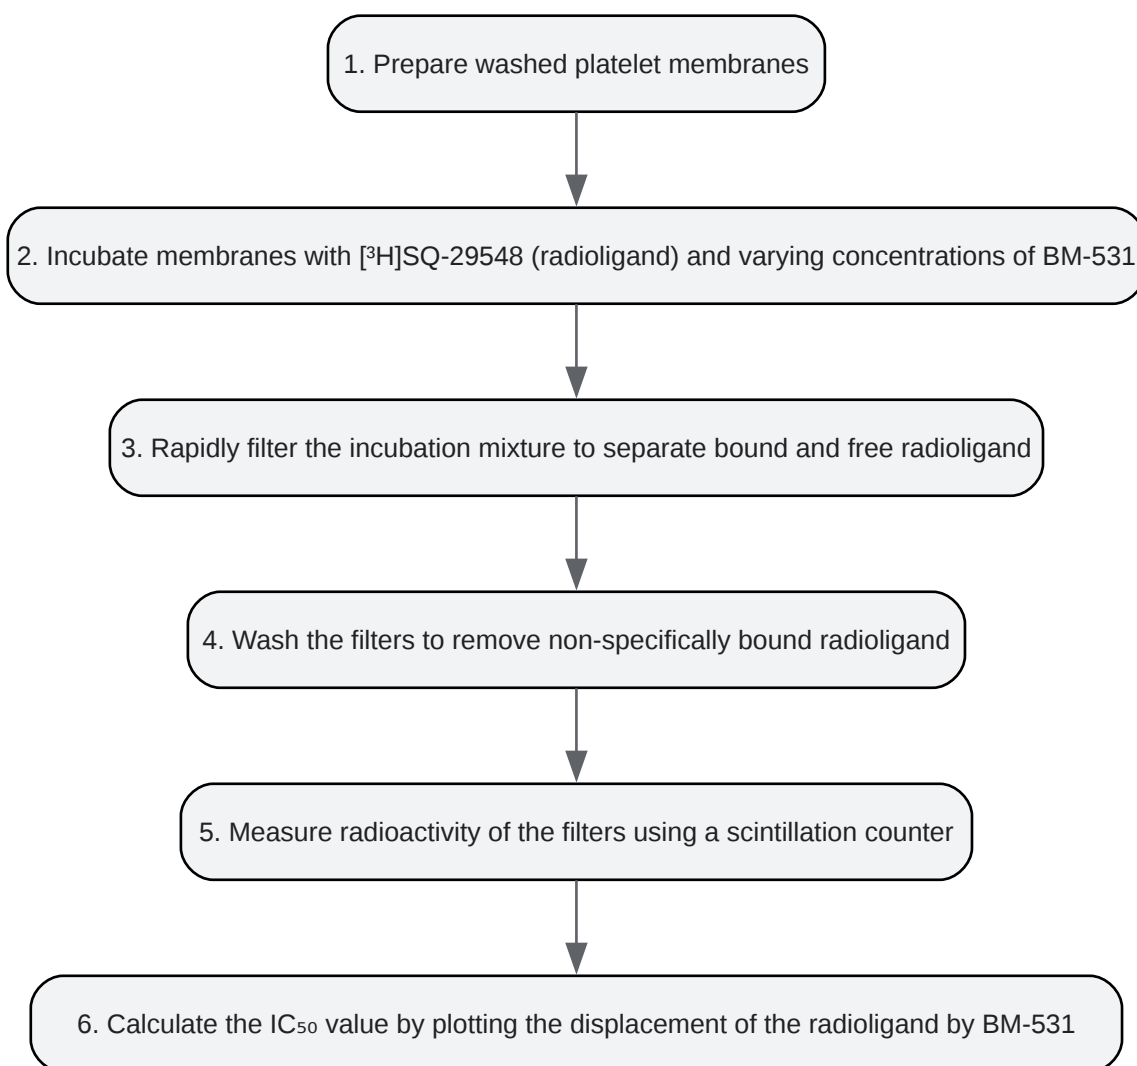 1. Prepare washed platelet membranes
2. Incubate membranes with [³H]SQ-29548 (radioligand) and varying concentrations of BM-531
3. Rapidly filter the incubation mixture to separate bound and free radioligand
4. Wash the filters to remove non-specifically bound radioligand
5. Measure radioactivity of the filters using a scintillation counter
6. Calculate the IC₅₀ value by plotting the displacement of the radioligand by BM-531